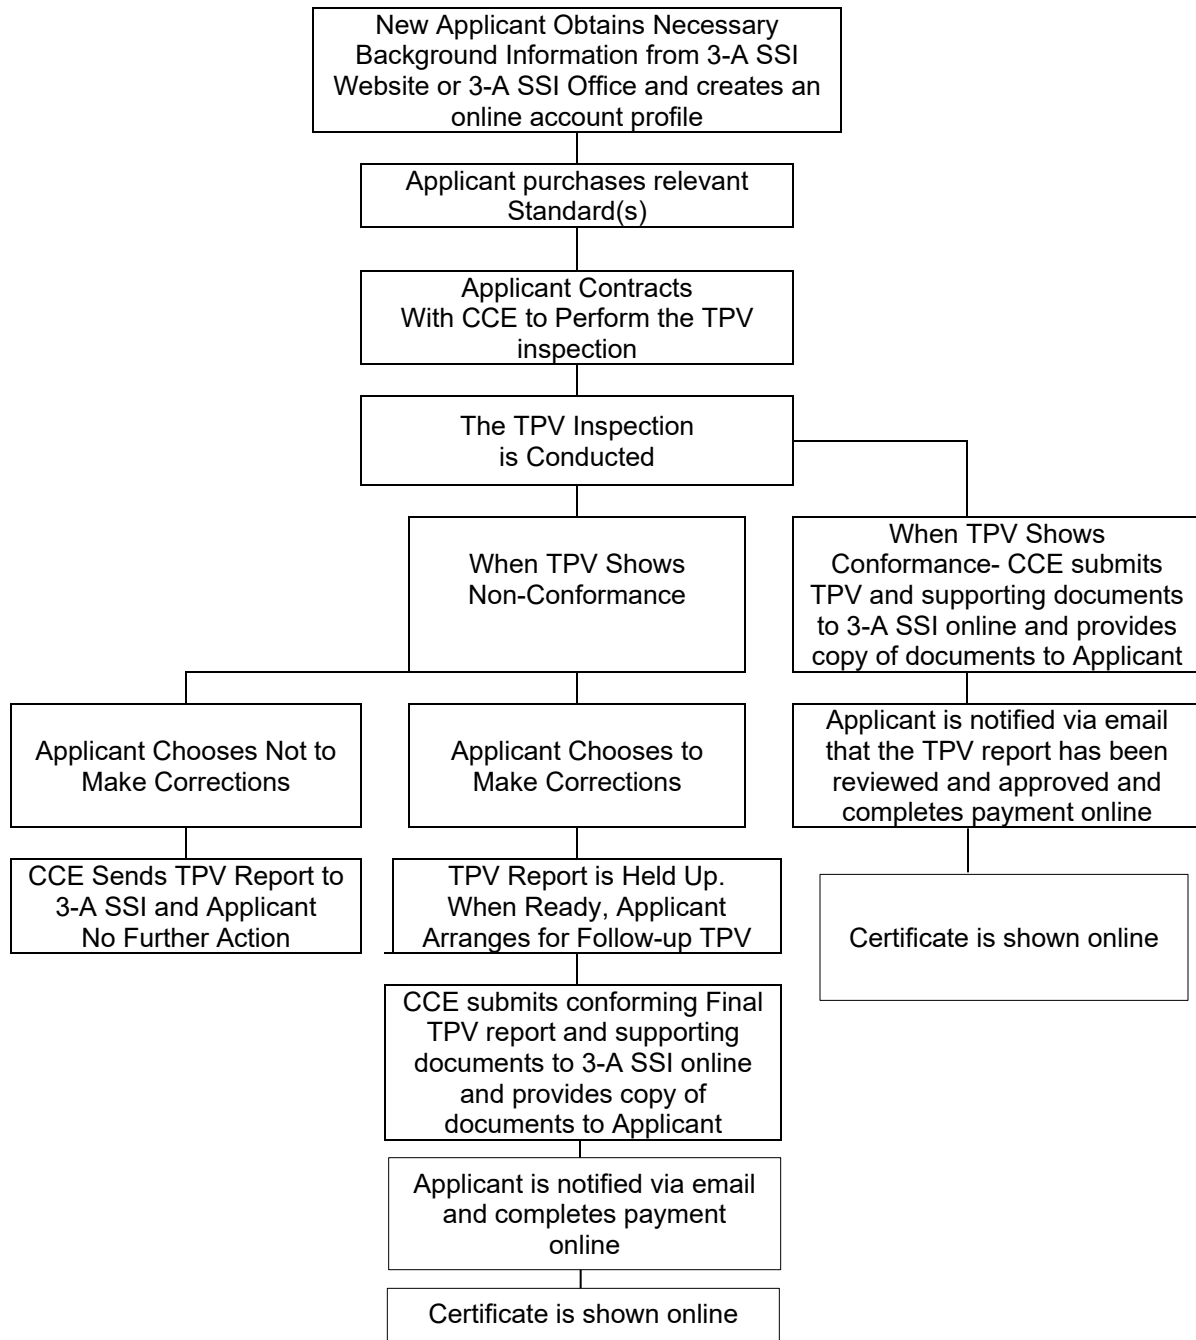 New Applicant Obtains Necessary
Background Information from 3-A SSI
Website or 3-A SSI Office and creates an
online account profile
Applicant purchases relevant
Standard(s)
Applicant Contracts
With CCE to Perform the TPV
inspection
The TPV Inspection
is Conducted
When TPV Shows
Non-Conformance
When TPV Shows
Conformance- CCE submits
TPV and supporting documents
to 3-A SSI online and provides
copy of documents to Applicant
Applicant Chooses Not to
Make Corrections
Applicant Chooses to
Make Corrections
Applicant is notified via email
that the TPV report has been
reviewed and approved and
completes payment online
CCE Sends TPV Report to
3-A SSI and Applicant
No Further Action
TPV Report is Held Up.
When Ready, Applicant
Arranges for Follow-up TPV
Certificate is shown online
CCE submits conforming Final
TPV report and supporting
documents to 3-A SSI online
and provides copy of
documents to Applicant
Applicant is notified via email
and completes payment
online
Certificate is shown online